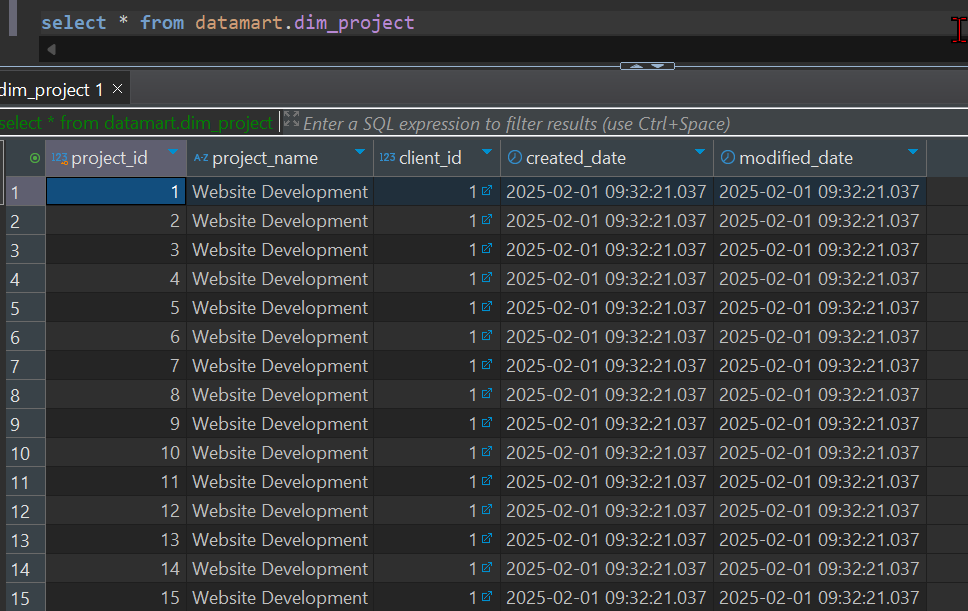 select * from datamart.dim_project
dim_project 1 ×
select * from datamart.dim_project Enter a SQL expression to filter results (use Ctrl+Space)
123 project_id A-Z project_name 123 client_id created_date modified_date
1 1 Website Development 1 2025-02-01 09:32:21.037 2025-02-01 09:32:21.037
2 2 Website Development 1 2025-02-01 09:32:21.037 2025-02-01 09:32:21.037
3 3 Website Development 1 2025-02-01 09:32:21.037 2025-02-01 09:32:21.037
4 4 Website Development 1 2025-02-01 09:32:21.037 2025-02-01 09:32:21.037
5 5 Website Development 1 2025-02-01 09:32:21.037 2025-02-01 09:32:21.037
6 6 Website Development 1 2025-02-01 09:32:21.037 2025-02-01 09:32:21.037
7 7 Website Development 1 2025-02-01 09:32:21.037 2025-02-01 09:32:21.037
8 8 Website Development 1 2025-02-01 09:32:21.037 2025-02-01 09:32:21.037
9 9 Website Development 1 2025-02-01 09:32:21.037 2025-02-01 09:32:21.037
10 10 Website Development 1 2025-02-01 09:32:21.037 2025-02-01 09:32:21.037
11 11 Website Development 1 2025-02-01 09:32:21.037 2025-02-01 09:32:21.037
12 12 Website Development 1 2025-02-01 09:32:21.037 2025-02-01 09:32:21.037
13 13 Website Development 1 2025-02-01 09:32:21.037 2025-02-01 09:32:21.037
14 14 Website Development 1 2025-02-01 09:32:21.037 2025-02-01 09:32:21.037
15 15 Website Development 1 2025-02-01 09:32:21.037 2025-02-01 09:32:21.037